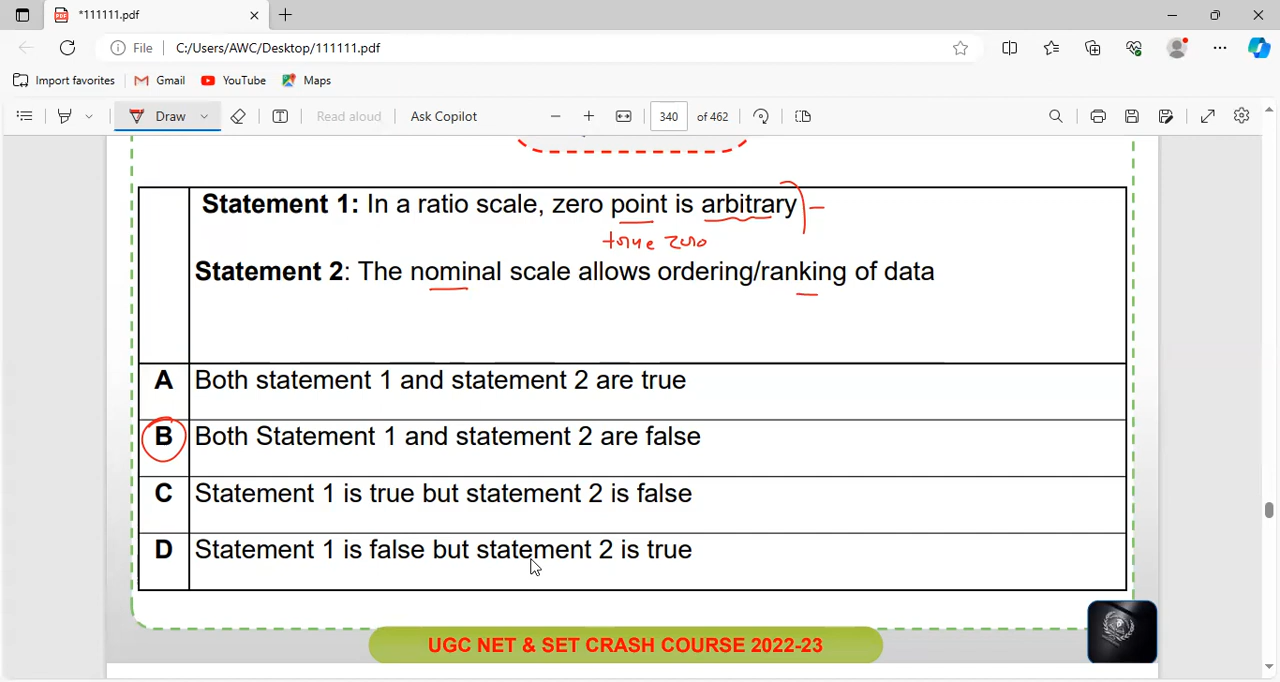 *111111.pdf
File C:/Users/AWC/Desktop/111111.pdf
Import favorites Gmail YouTube Maps
Draw Read aloud Ask Copilot 340 of 462
Statement 1: In a ratio scale, zero point is arbitrary
true zero
Statement 2: The nominal scale allows ordering/ranking of data
A Both statement 1 and statement 2 are true
B Both Statement 1 and statement 2 are false
C Statement 1 is true but statement 2 is false
D Statement 1 is false but statement 2 is true
UGC NET & SET CRASH COURSE 2022-23